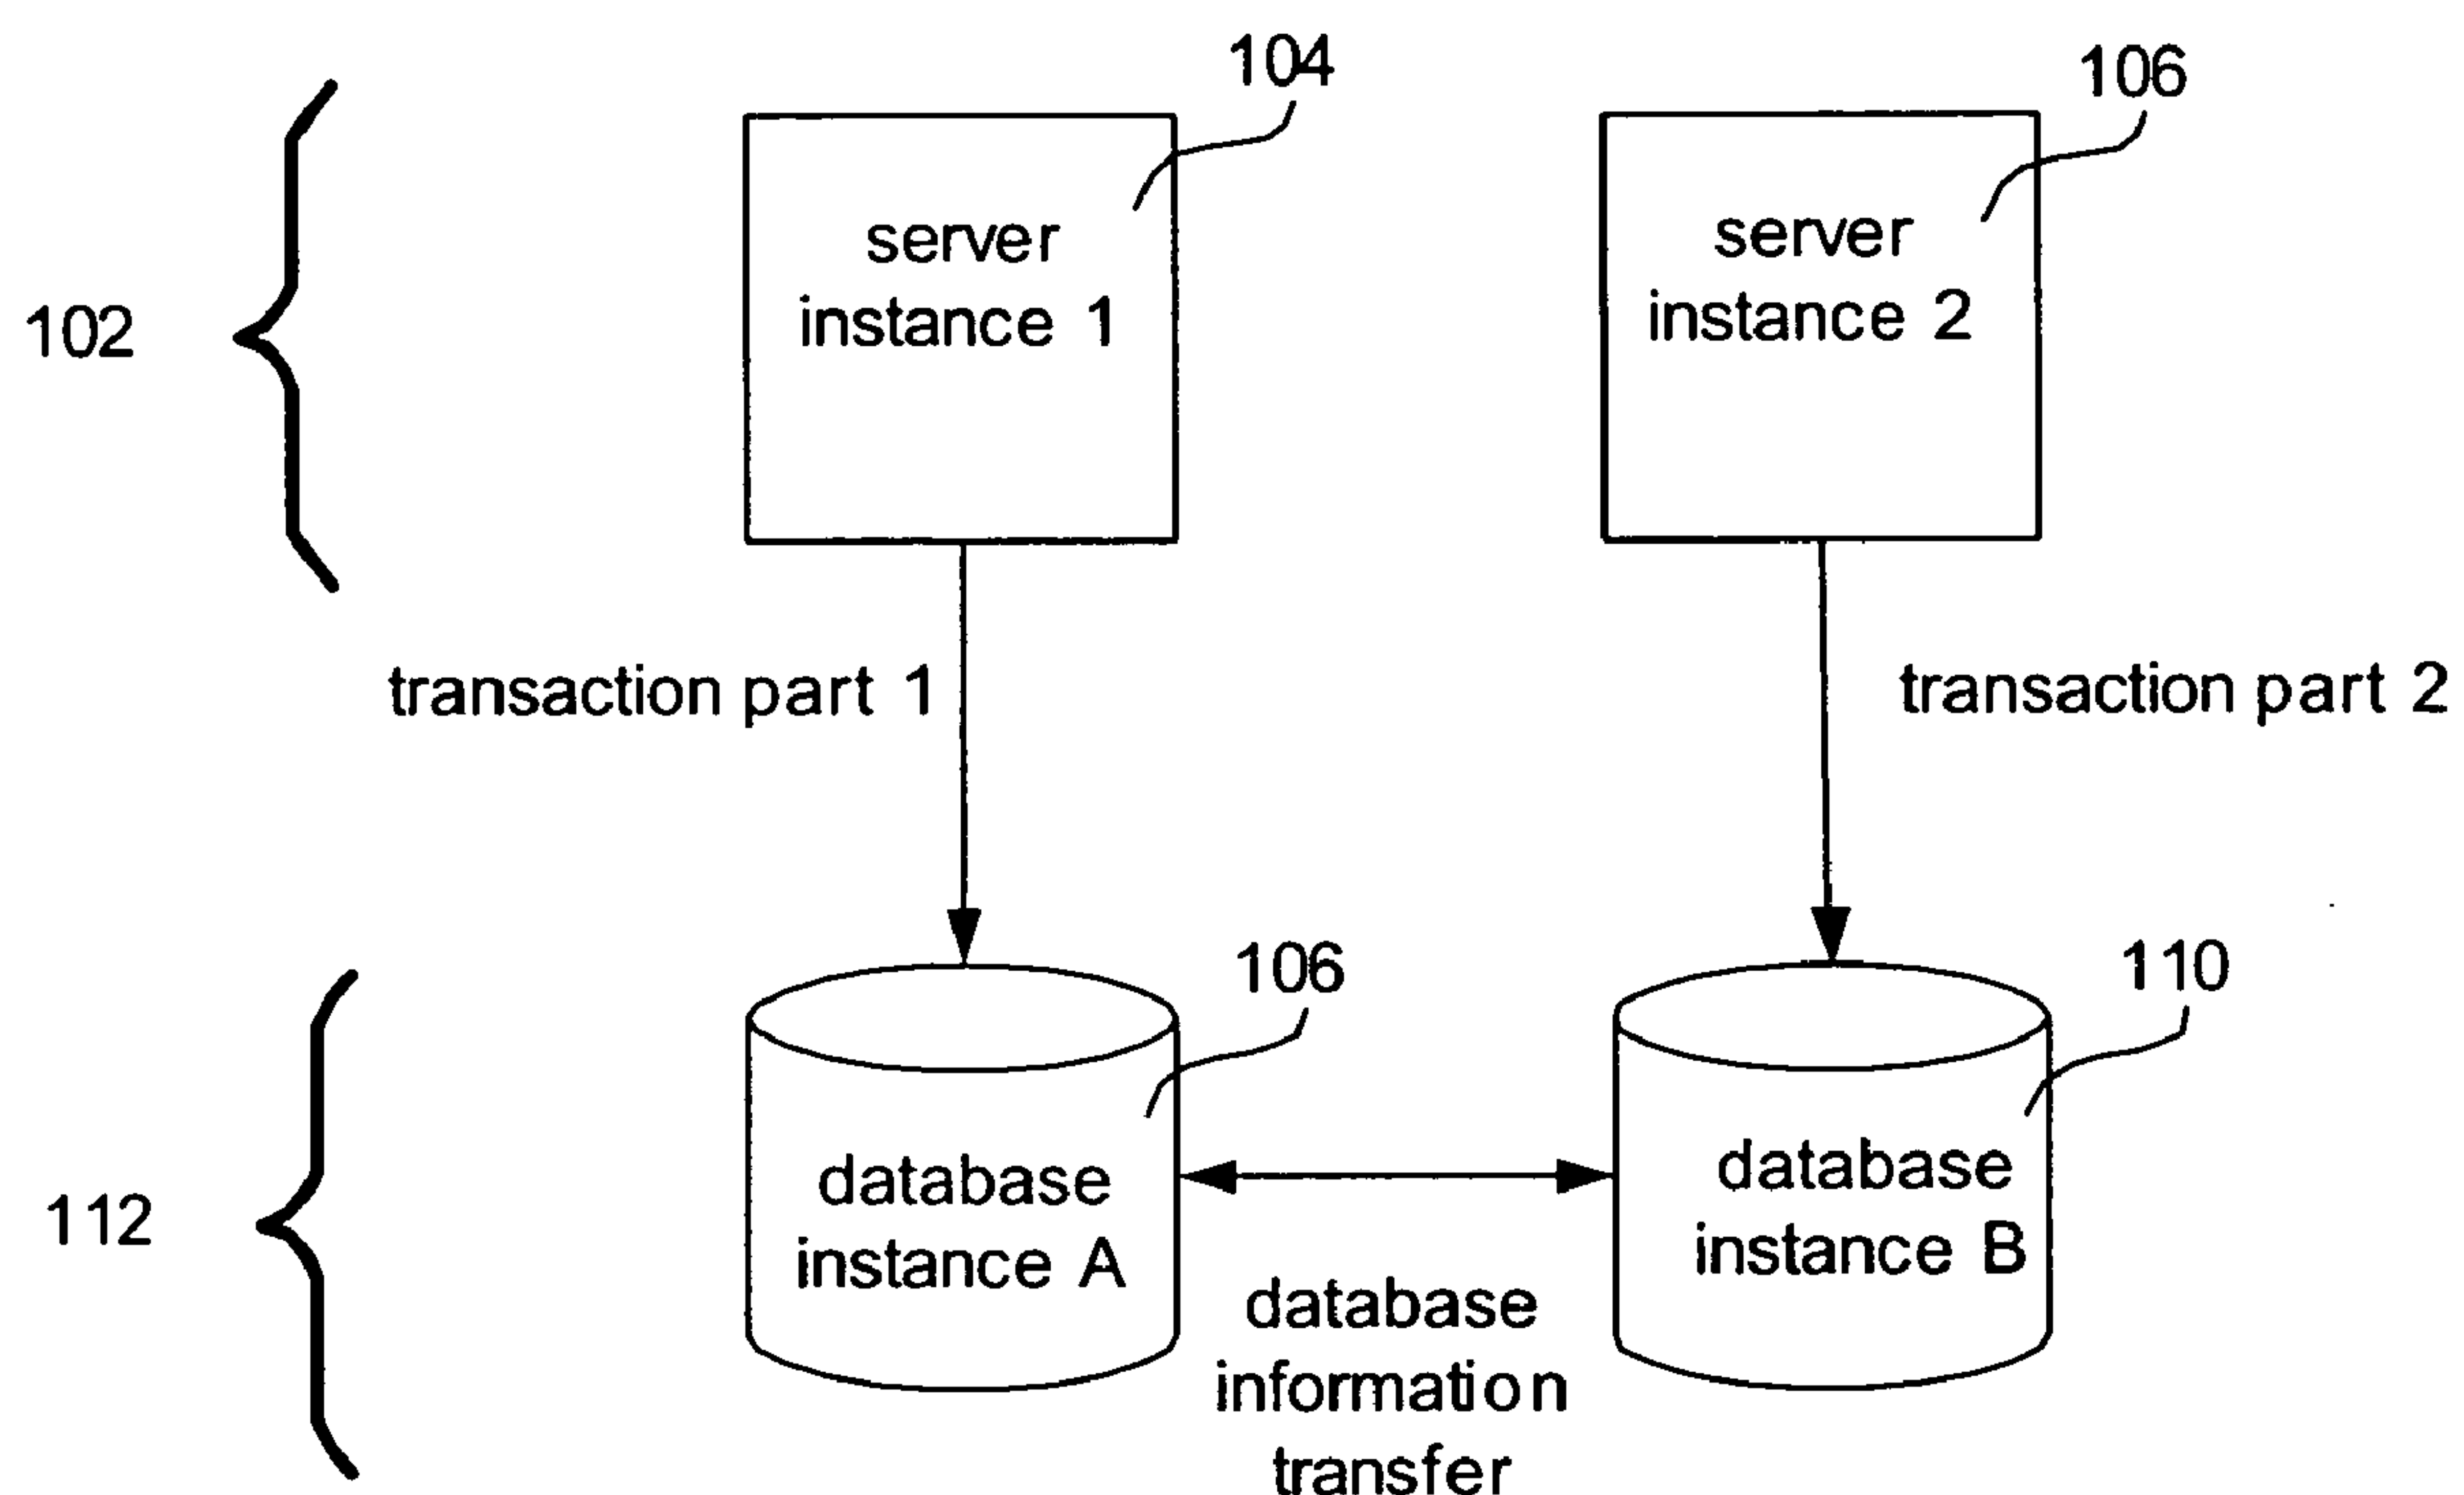 104
106
server
instance 1
server
instance 2
102
transaction part 1
transaction part 2
106
110
database
instance A
database
instance B
112
database
information
transfer